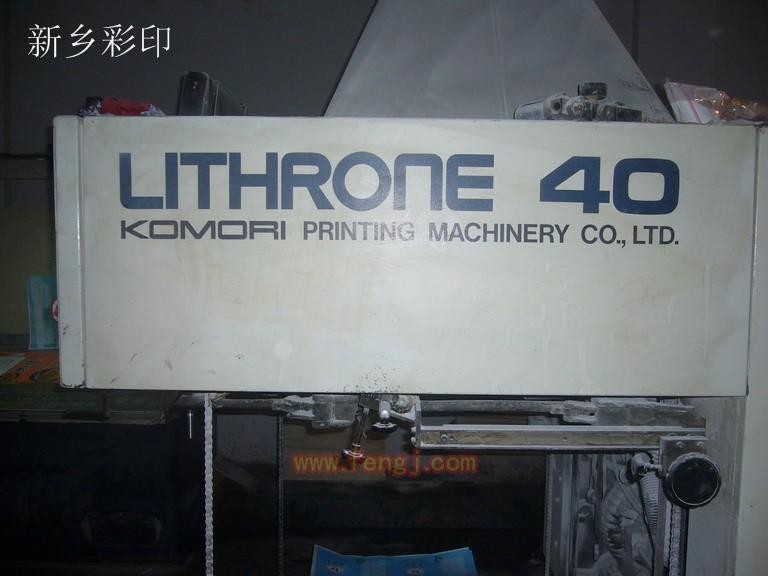 新乡彩印
LITHRONE 40
KOMORI PRINTING MACHINERY CO., LTD.
www.fengj.com